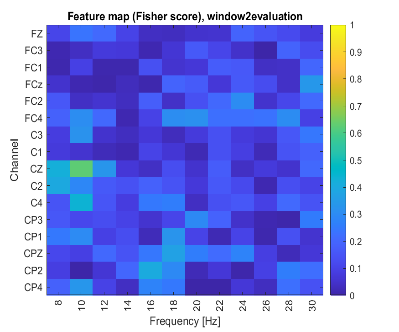 Feature map (Fisher score), window2evaluation
Channel
FZ
FC3
FC1
FCz
FC2
FC4
C3
C1
CZ
C2
C4
CP3
CP1
CPZ
CP2
CP4
8 10 12 14 16 18 20 22 24 26 28 30
Frequency [Hz]
1
0.9
0.8
0.7
0.6
0.5
0.4
0.3
0.2
0.1
0